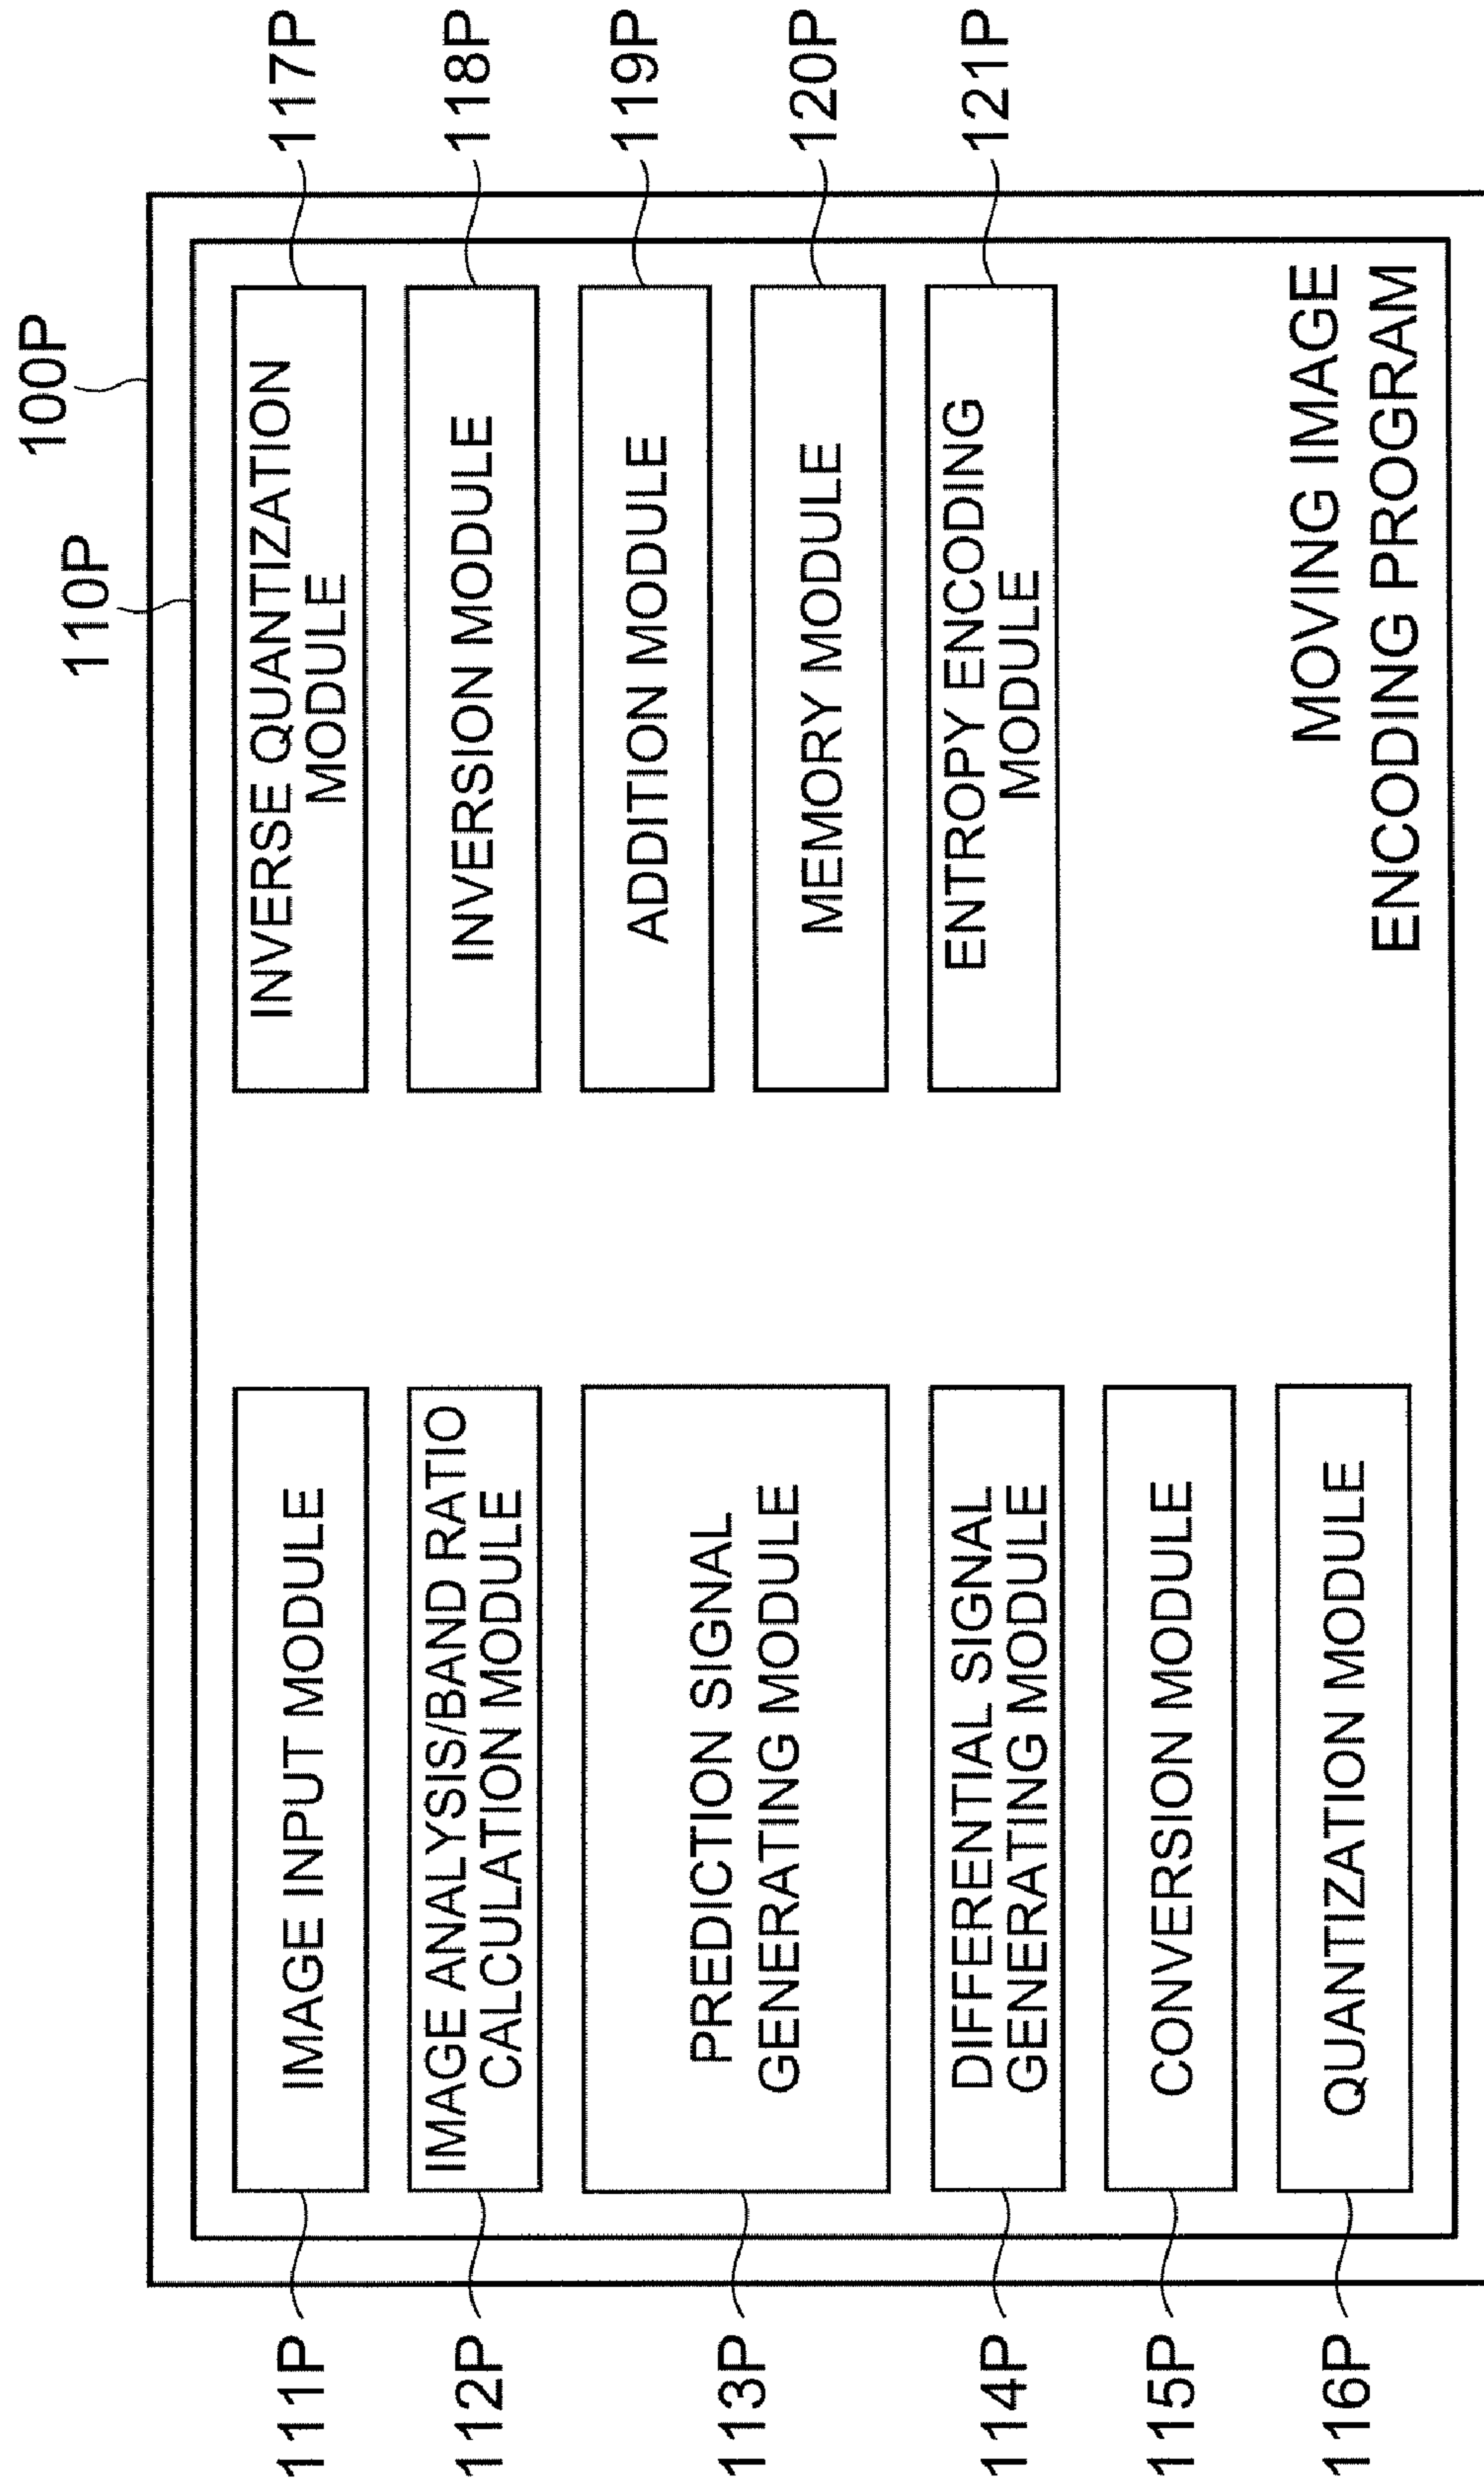 100P
110P
111P
IMAGE INPUT MODULE
112P
IMAGE ANALYSIS/BAND RATIO
CALCULATION MODULE
113P
PREDICTION SIGNAL
GENERATING MODULE
114P
DIFFERENTIAL SIGNAL
GENERATING MODULE
115P
CONVERSION MODULE
116P
QUANTIZATION MODULE
INVERSE QUANTIZATION
MODULE
117P
INVERSION MODULE
118P
ADDITION MODULE
119P
MEMORY MODULE
120P
ENTROPY ENCODING
MODULE
121P
MOVING IMAGE
ENCODING PROGRAM